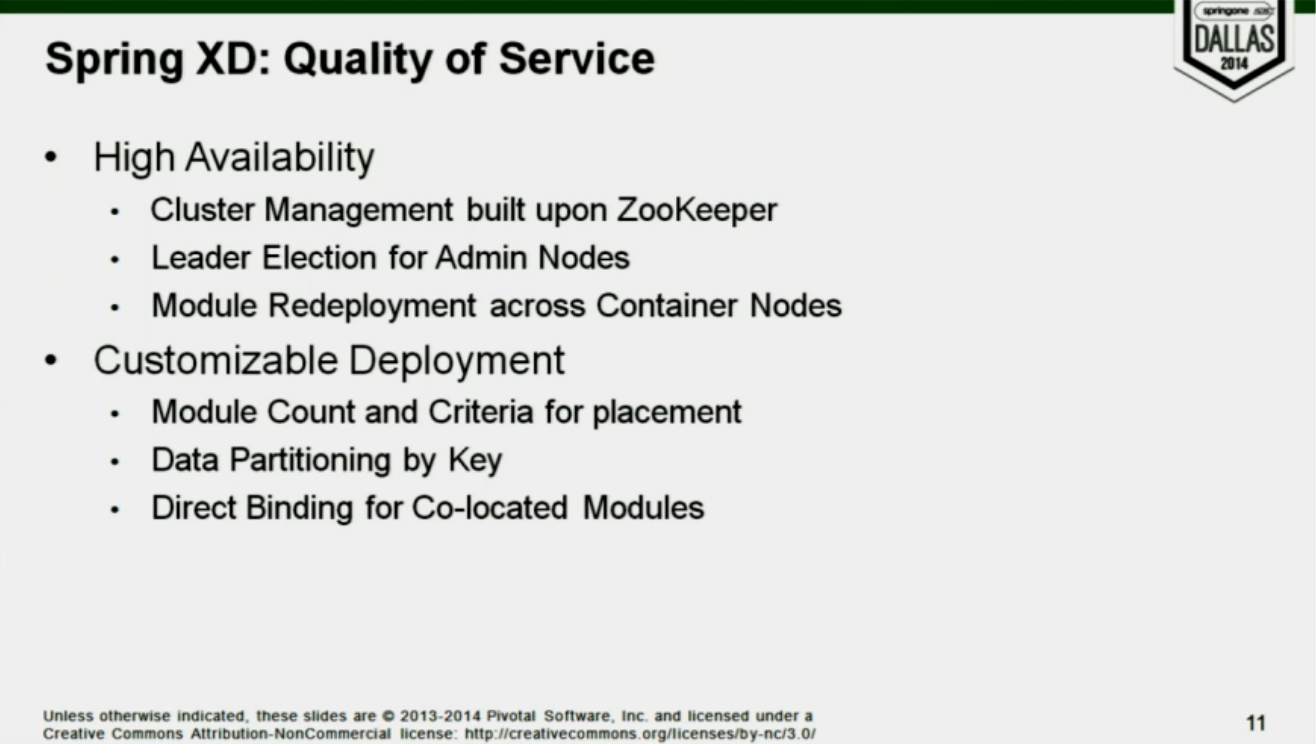 springone 2GX
DALLAS
2014
Spring XD: Quality of Service
• High Availability
• Cluster Management built upon ZooKeeper
• Leader Election for Admin Nodes
• Module Redeployment across Container Nodes
• Customizable Deployment
• Module Count and Criteria for placement
• Data Partitioning by Key
• Direct Binding for Co-located Modules
Unless otherwise indicated, these slides are © 2013-2014 Pivotal Software, Inc. and licensed under a
Creative Commons Attribution-NonCommercial license: http://creativecommons.org/licenses/by-nc/3.0/
11